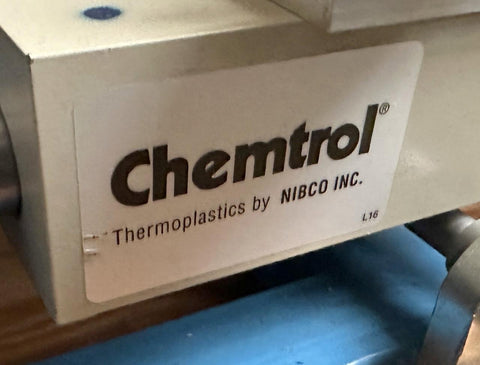 Chemtrol®
Thermoplastics by NIBCO INC.
L16